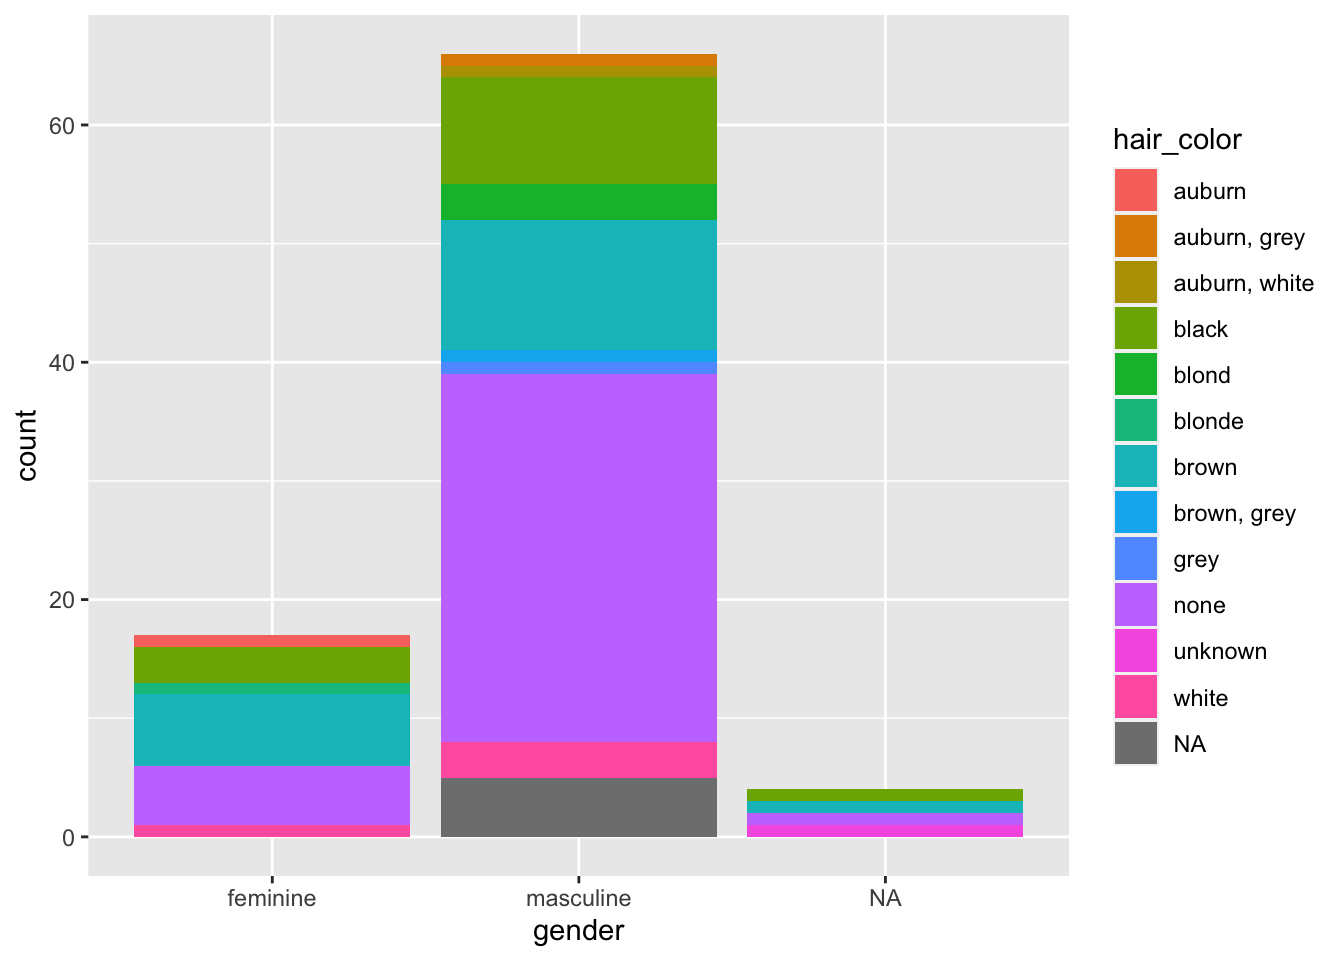 count
60
40
20
0
feminine
masculine
NA
gender
hair_color
auburn
auburn, grey
auburn, white
black
blond
blonde
brown
brown, grey
grey
none
unknown
white
NA